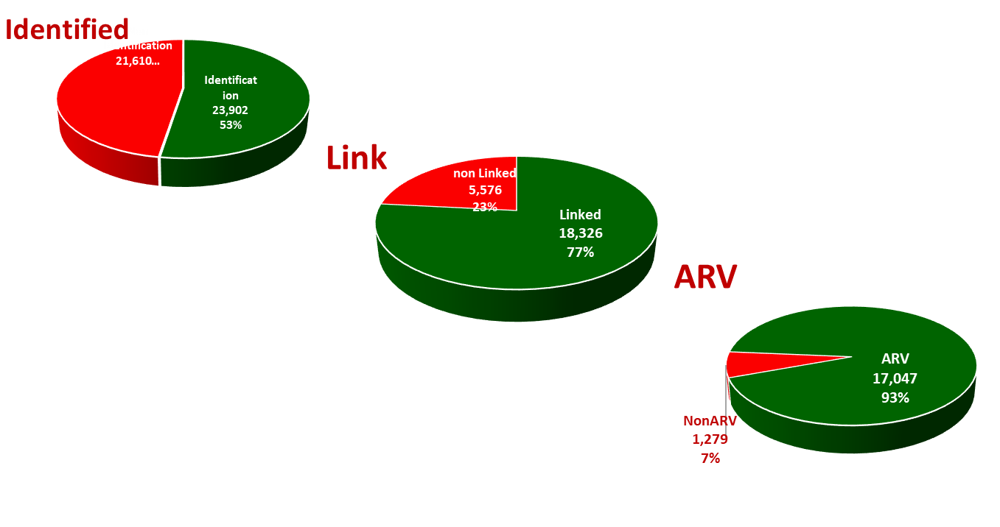 Identified
21,610...
Identificat
ion
23,902
53%
Link
non Linked
5,576
23%
Linked
18,326
77%
ARV
ARV
17,047
93%
NonARV
1,279
7%